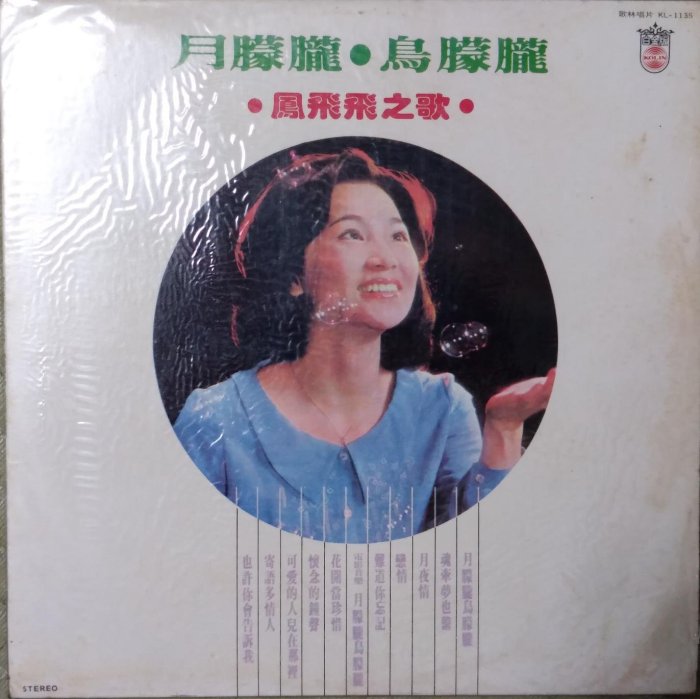 歌林唱片 KL-1135
KOLIN
月朦朧•鳥朦朧
•鳳飛飛之歌•
月朦朧鳥朦朧
魂牽夢也牽
月夜情
戀情
難道你忘記
電影音樂 月朦朧鳥朦朧
花開當珍惜
懷念的鐘聲
可愛的人兒在那裡
寄語多情人
也許你會告訴我
STEREO